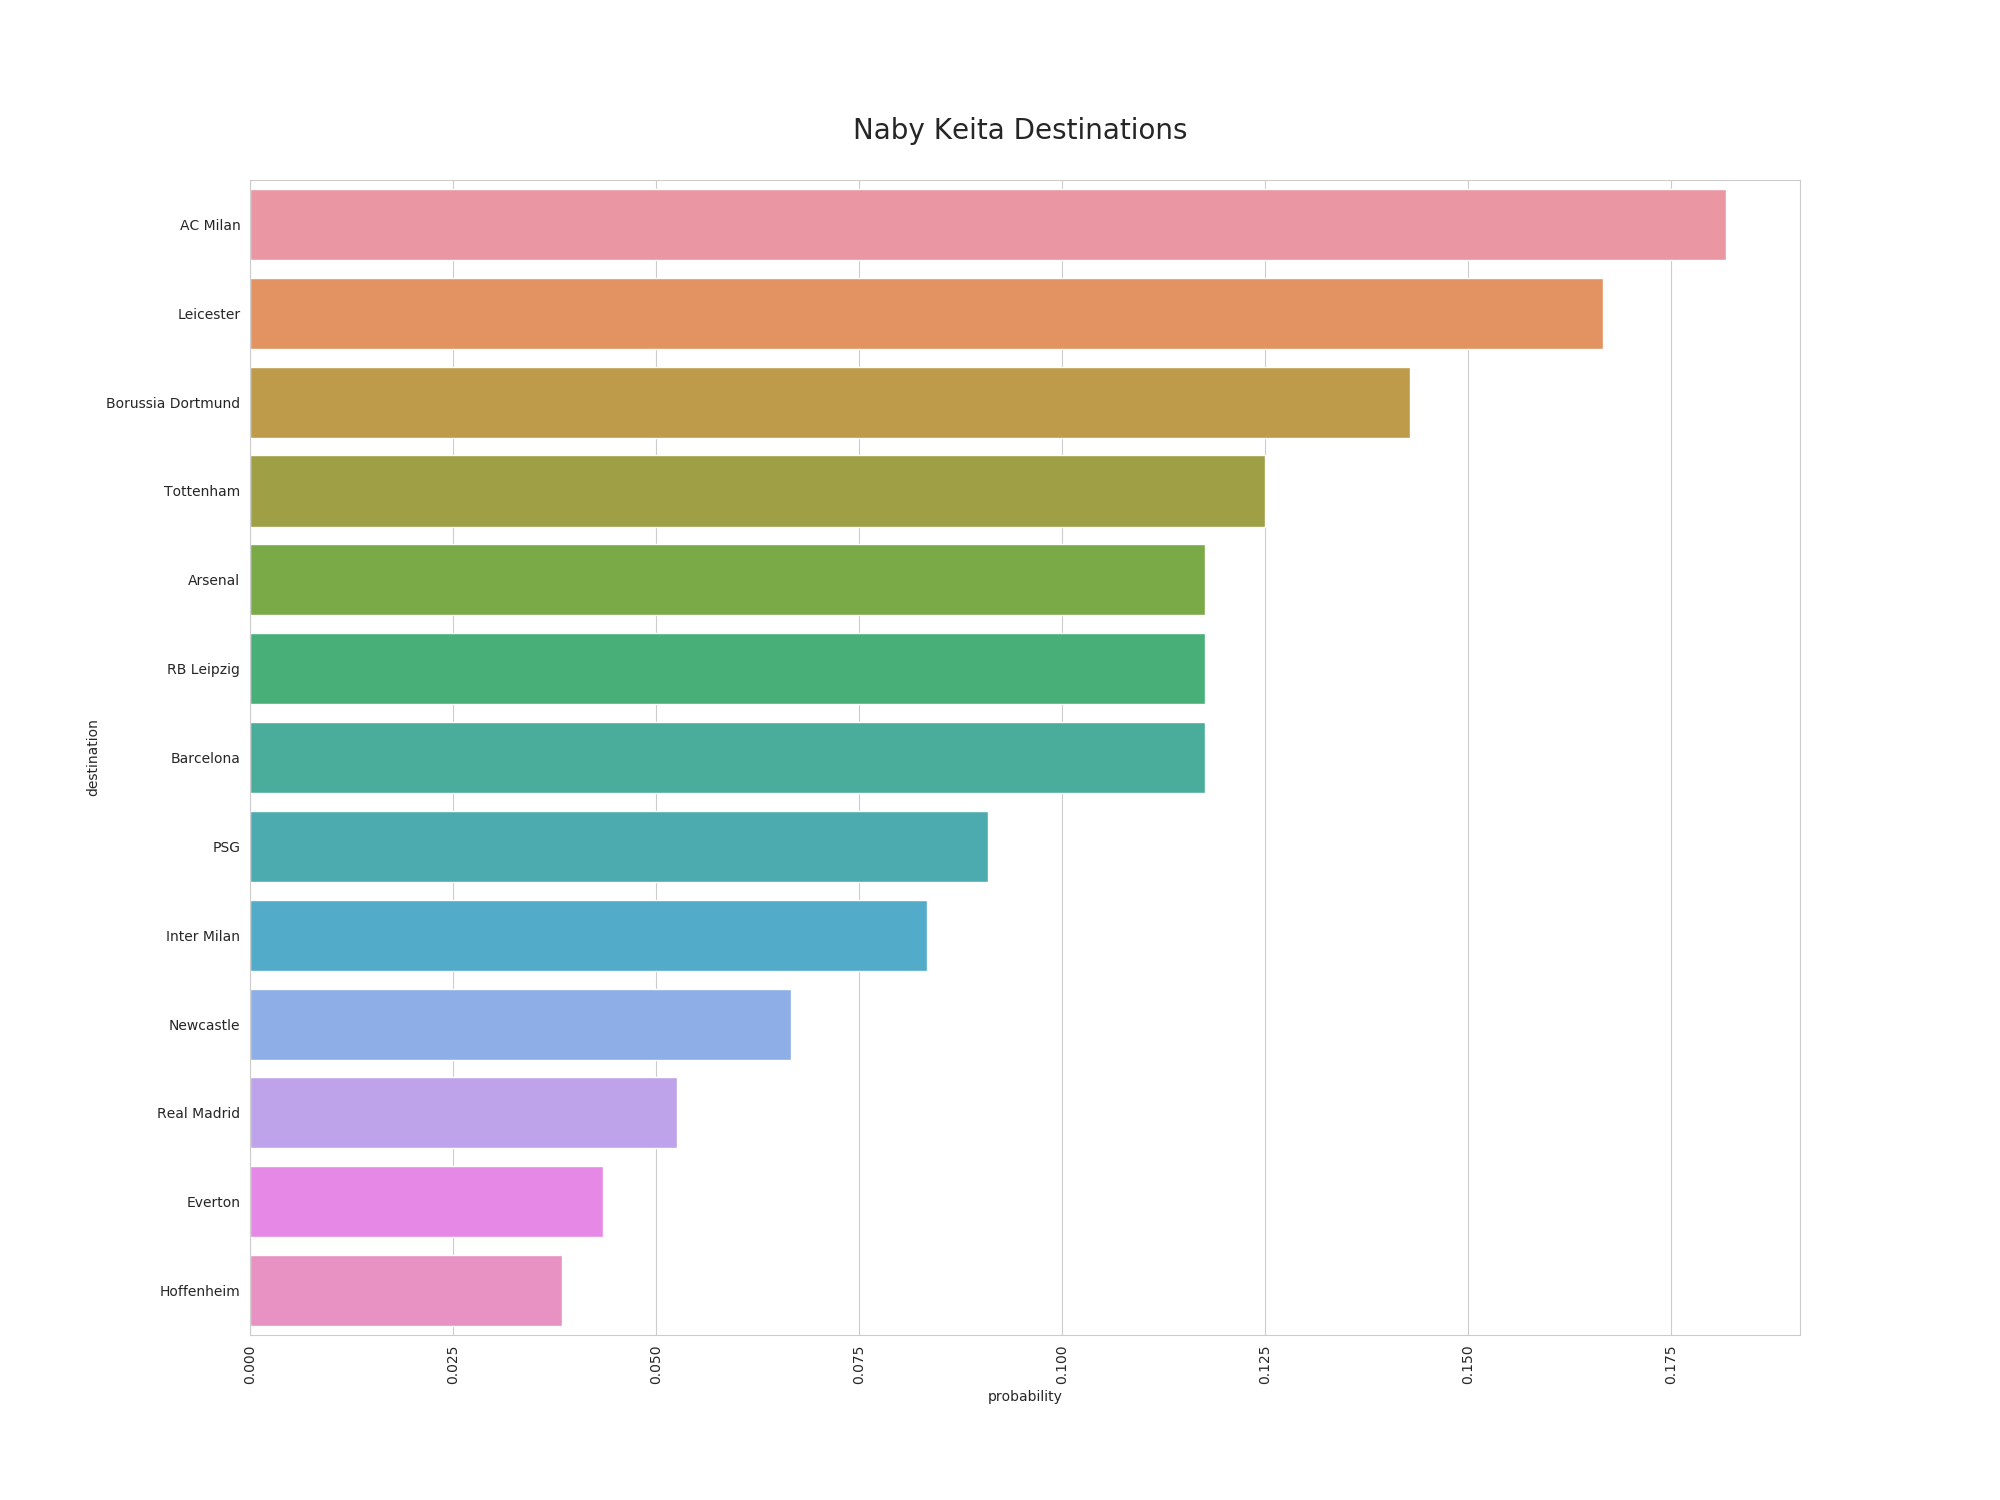 Naby Keita Destinations
AC Milan
Leicester
Borussia Dortmund
Tottenham
Arsenal
RB Leipzig
Barcelona
PSG
Inter Milan
Newcastle
Real Madrid
Everton
Hoffenheim
destination
0.000 0.025 0.050 0.075 0.100 0.125 0.150 0.175
probability